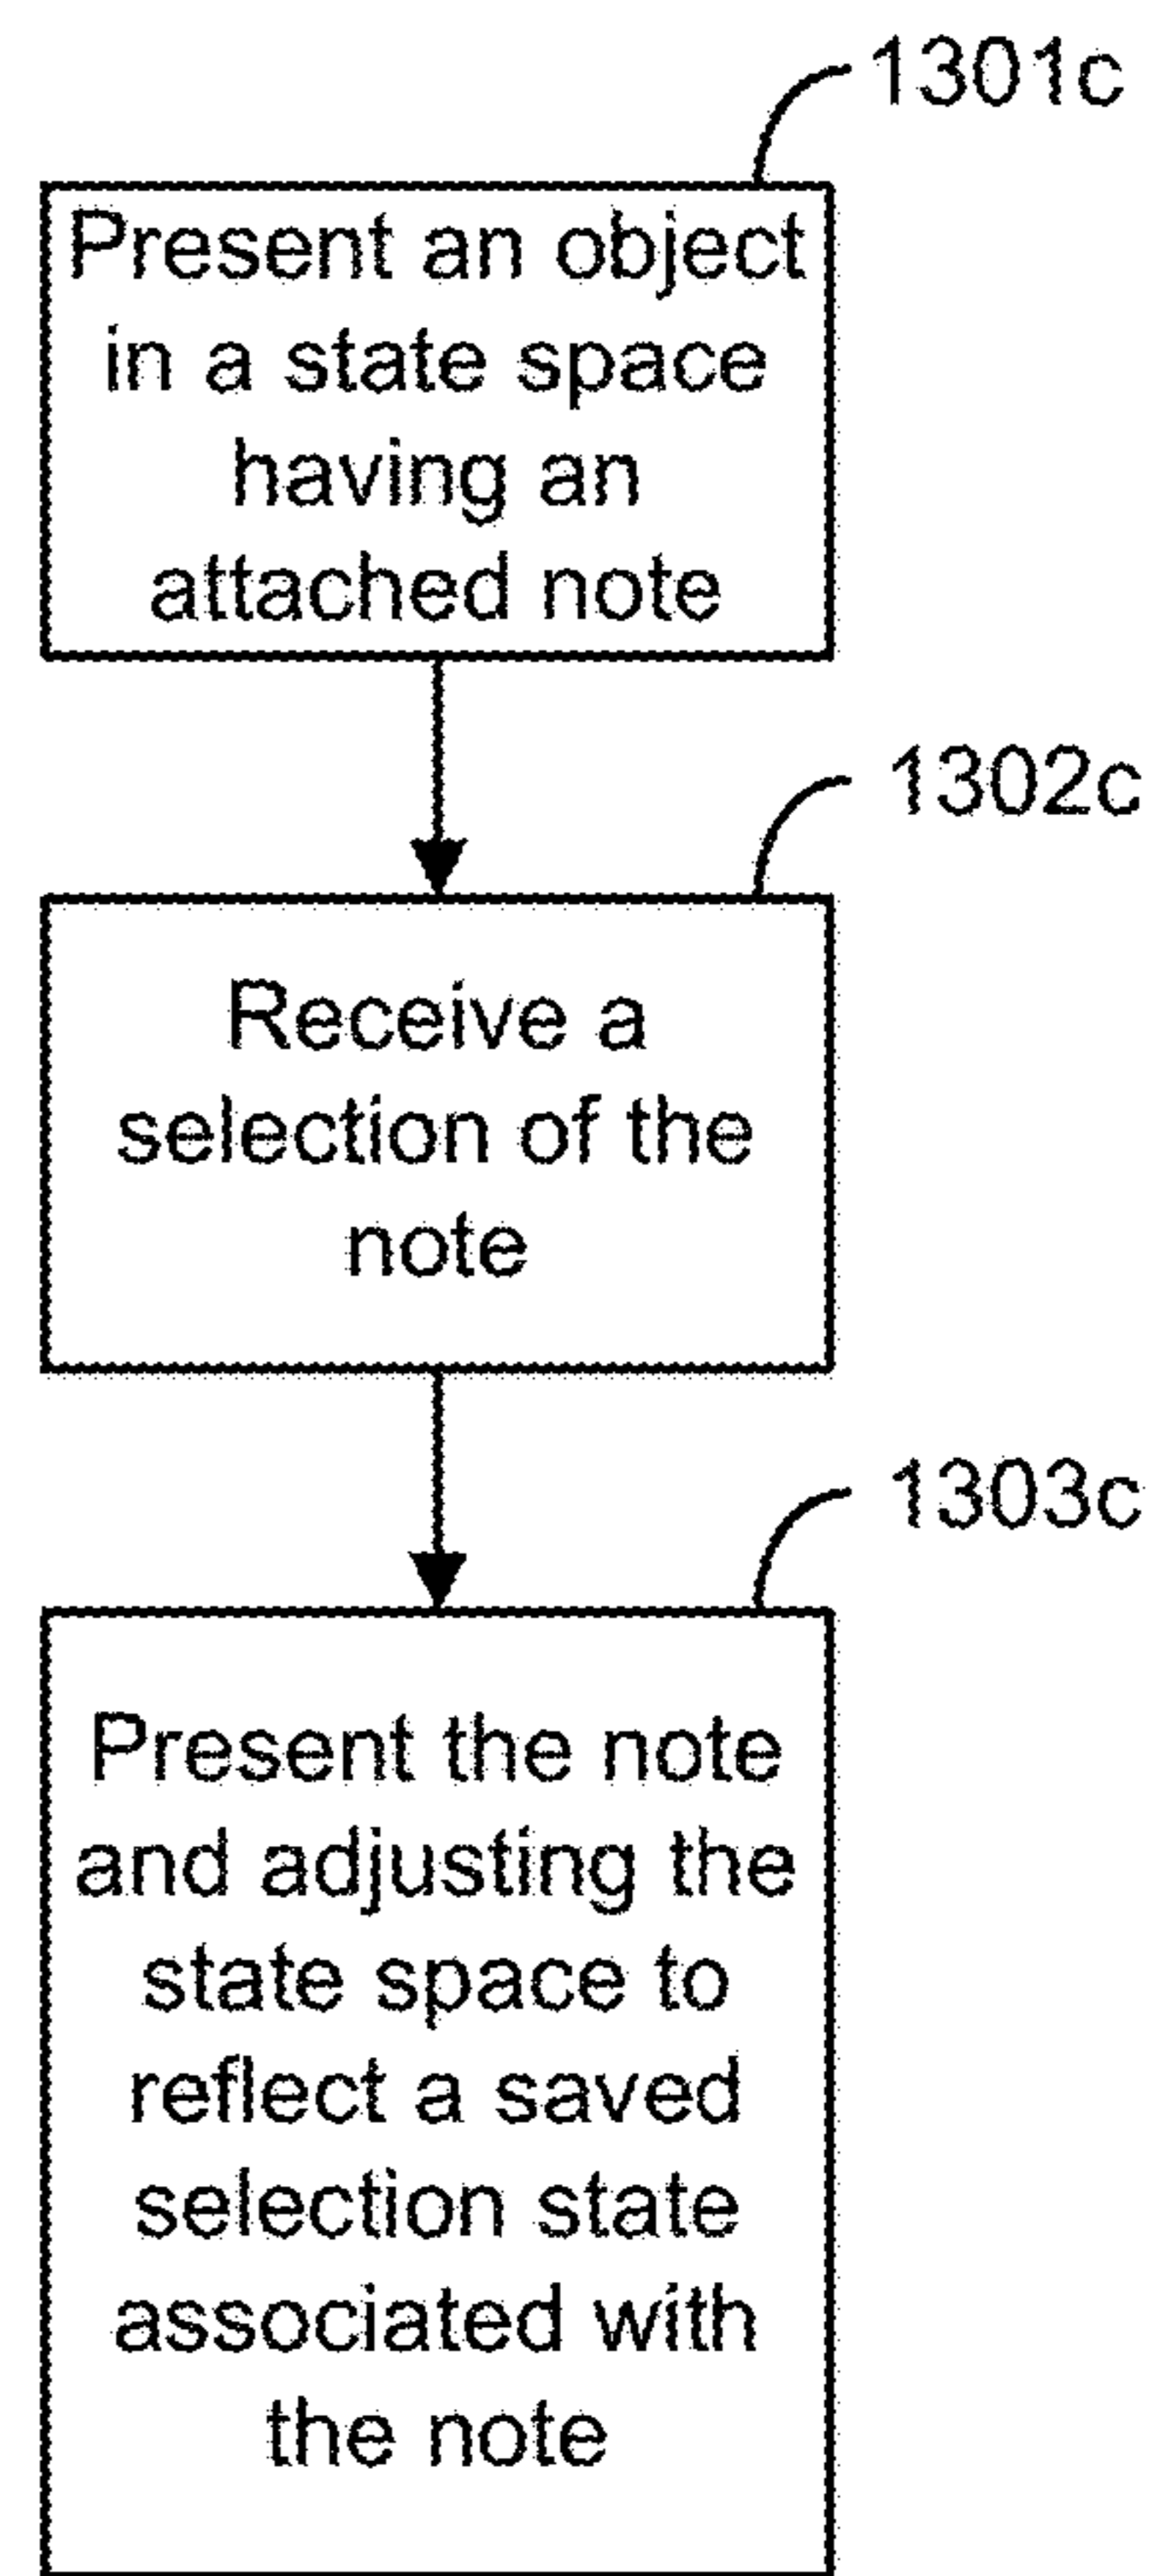 1301c
Present an object
in a state space
having an
attached note
1302c
Receive a
selection of the
note
1303c
Present the note
and adjusting the
state space to
reflect a saved
selection state
associated with
the note